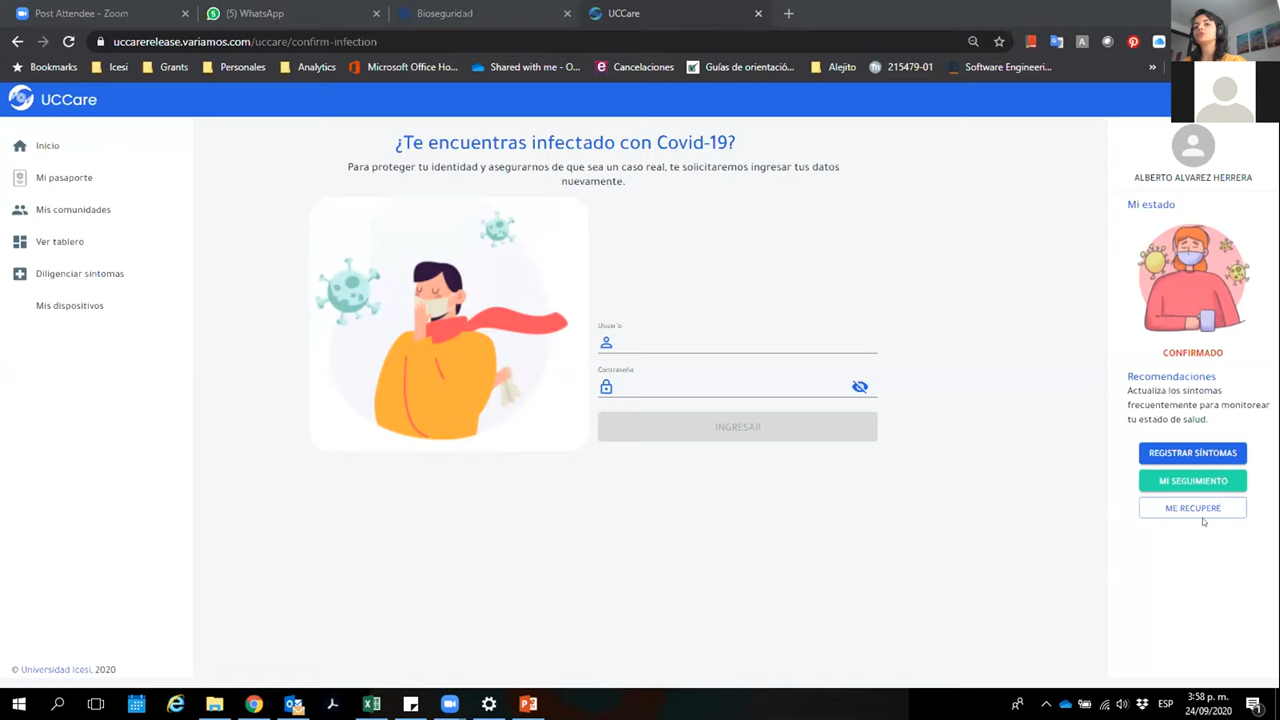 Post Attendee - Zoom
(5) WhatsApp
Bioseguridad
UCCare
uccarerelease.variamos.com/uccare/confirm-infection
Bookmarks
Icesi
Grants
Personales
Analytics
Microsoft Office Ho...
Shared with me - O...
Cancelaciones
Guías de orientació...
Alejito
215479-01
Software Engineeri...
UCCare
Inicio
Mi pasaporte
Mis comunidades
Ver tablero
Diligenciar síntomas
Mis dispositivos
© Universidad Icesi, 2020
¿Te encuentras infectado con Covid-19?
Para proteger tu identidad y asegurarnos de que sea un caso real, te solicitaremos ingresar tus datos
nuevamente.
Usuario
Contraseña
INGRESAR
ALBERTO ALVAREZ HERRERA
Mi estado
CONFIRMADO
Recomendaciones
Actualiza los síntomas
frecuentemente para monitorear
tu estado de salud.
REGISTRAR SÍNTOMAS
MI SEGUIMIENTO
ME RECUPERÉ
ESP
3:58 p. m.
24/09/2020